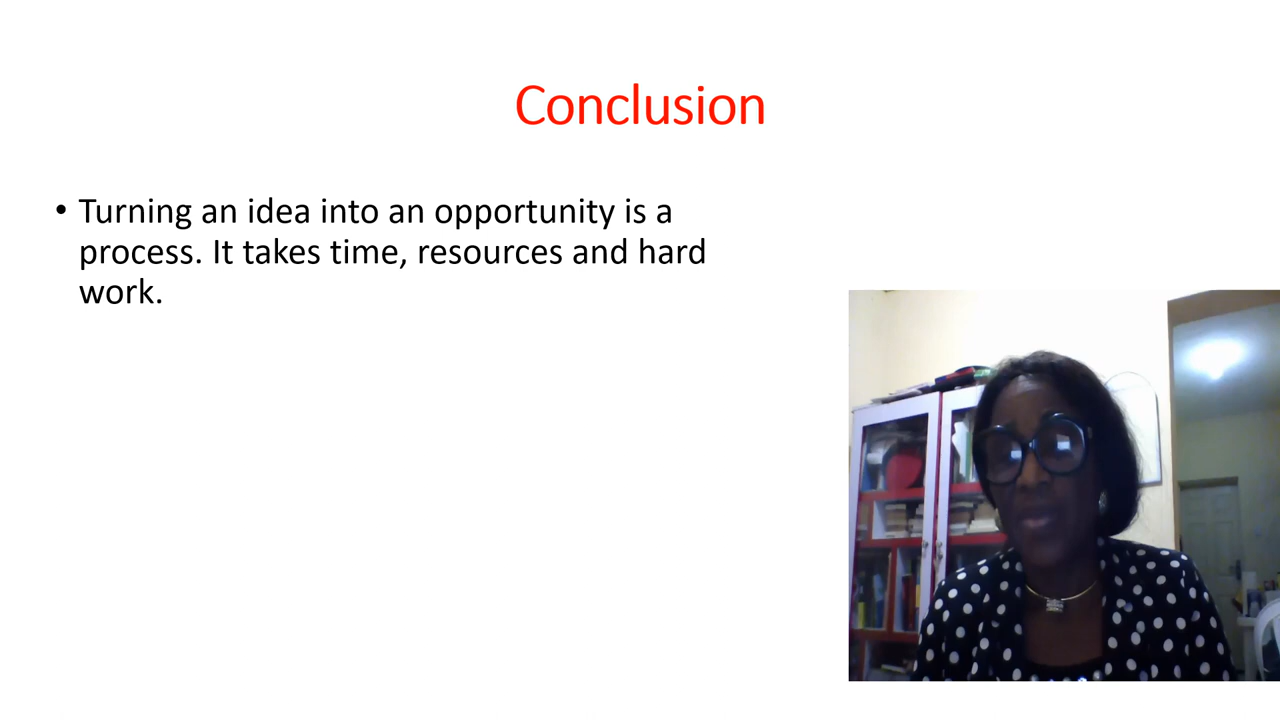 Conclusion
• Turning an idea into an opportunity is a
process. It takes time, resources and hard
work.